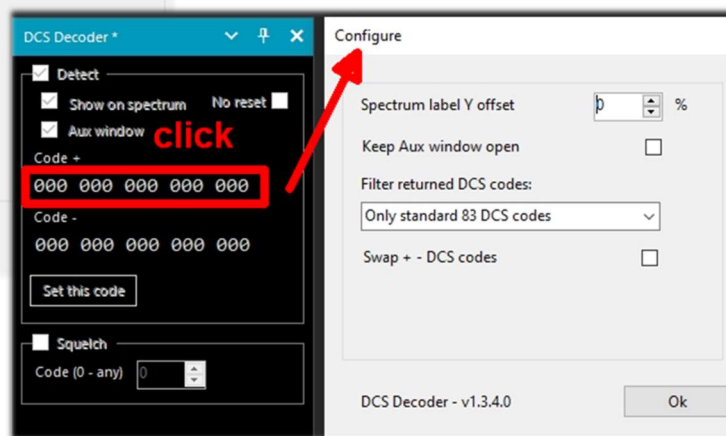 DCS Decoder *
Detect
Show on spectrum No reset
Aux window
click
Code +
000 000 000 000 000
Code -
000 000 000 000 000
Set this code
Squelch
Code (0 - any) 0
Configure
Spectrum label Y offset 0 %
Keep Aux window open
Filter returned DCS codes:
Only standard 83 DCS codes
Swap + - DCS codes
DCS Decoder - v1.3.4.0 Ok